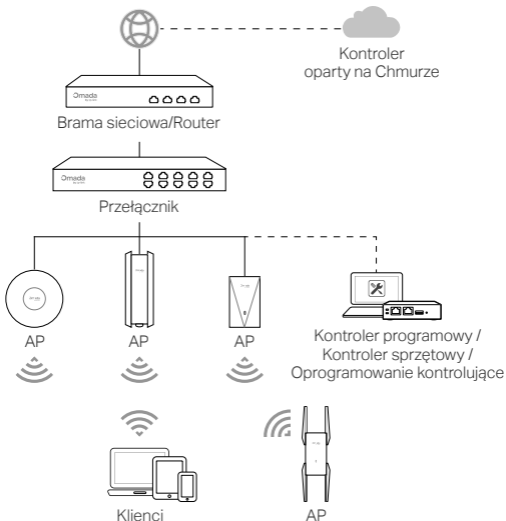 Kontroler
oparty na Chmurze
Omada
Brama sieciowa/Router
Omada
Przełącznik
AP
AP
AP
Kontroler programowy /
Kontroler sprzętowy /
Oprogramowanie kontrolujące
Klienci
AP